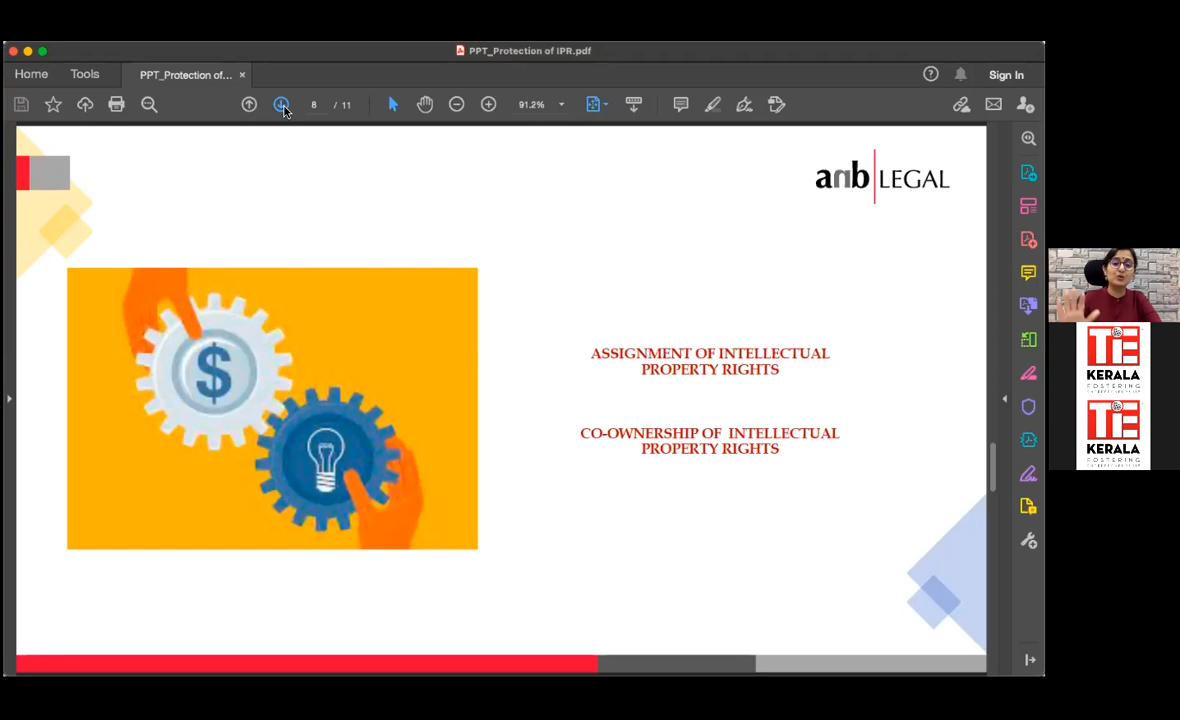 PPT_Protection of IPR.pdf
Home
Tools
PPT_Protection of...
×
Sign In
8 / 11
91.2%
anb LEGAL
$
ASSIGNMENT OF INTELLECTUAL
PROPERTY RIGHTS
CO-OWNERSHIP OF INTELLECTUAL
PROPERTY RIGHTS
TiE
KERALA
FOSTERING
TiE
KERALA
FOSTERING